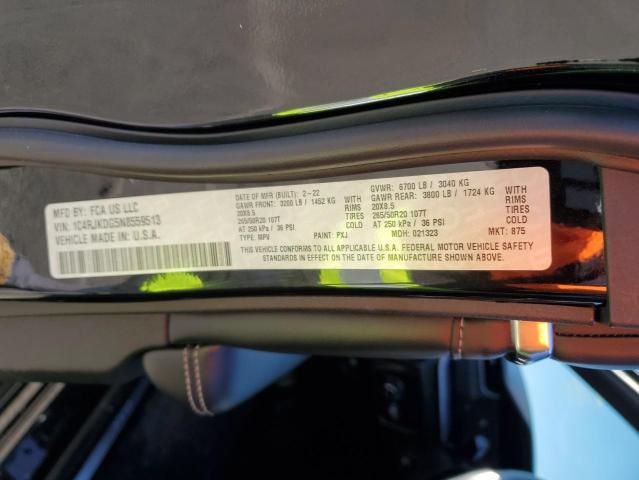 MFD BY: FCA US LLC
VIN: 1C4RJKDG5N8559513
VEHICLE MADE IN U.S.A.
DATE OF MFR (BUILT): 2-22
GAWR FRONT: 3200 LB / 1452 KG
20X8.5 RIMS
265/50R20 107T TIRES
AT 250 kPa / 36 PSI COLD
TYPE: MPV PAINT: PXJ
GVWR: 6700 LB / 3040 KG
GAWR REAR: 3800 LB / 1724 KG
20X8.5 RIMS
265/50R20 107T TIRES
AT 250 kPa / 36 PSI COLD
MDH: 021323 MKT: 875
THIS VEHICLE CONFORMS TO ALL APPLICABLE U.S.A. FEDERAL MOTOR VEHICLE SAFETY
STANDARDS IN EFFECT ON THE DATE OF MANUFACTURE SHOWN ABOVE.